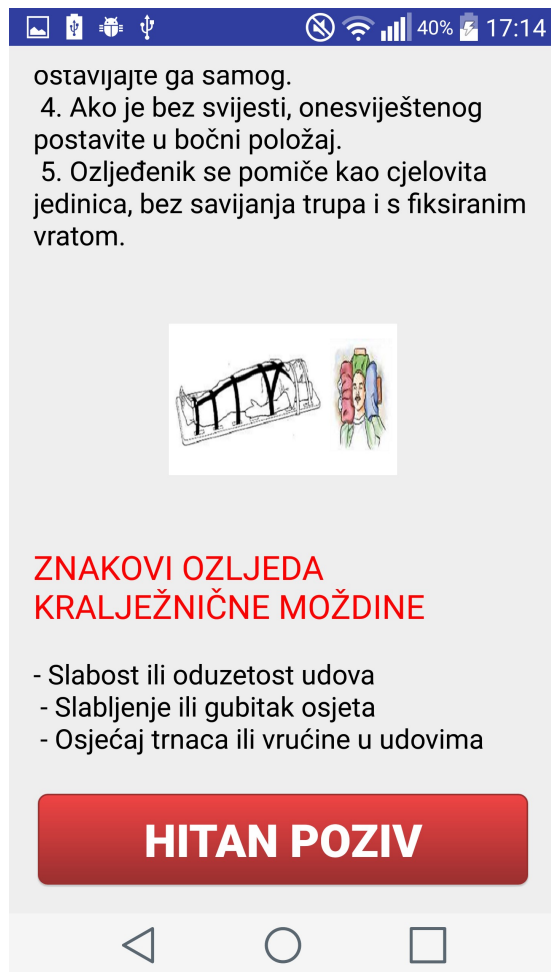 40% 17:14
ostavljajte ga samog.
4. Ako je bez svijesti, onesviještenog
postavite u bočni položaj.
5. Ozljeđenik se pomiče kao cjelovita
jedinica, bez savijanja trupa i s fiksiranim
vratom.
ZNAKOVI OZLJEDA
KRALJEŽNIČNE MOŽDINE
- Slabost ili oduzetost udova
- Slabljenje ili gubitak osjeta
- Osjećaj trnaca ili vrućine u udovima
HITAN POZIV